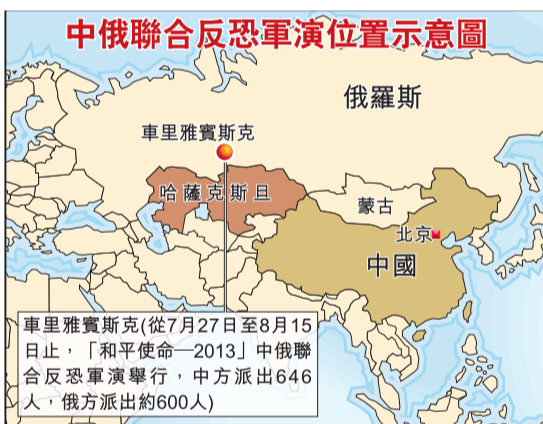 中俄聯合反恐軍演位置示意圖
俄羅斯
車里雅賓斯克
哈薩克斯旦
蒙古
北京
中國
車里雅賓斯克(從7月27日至8月15
日止，「和平使命—2013」中俄聯
合反恐軍演舉行，中方派出646
人，俄方派出約600人)